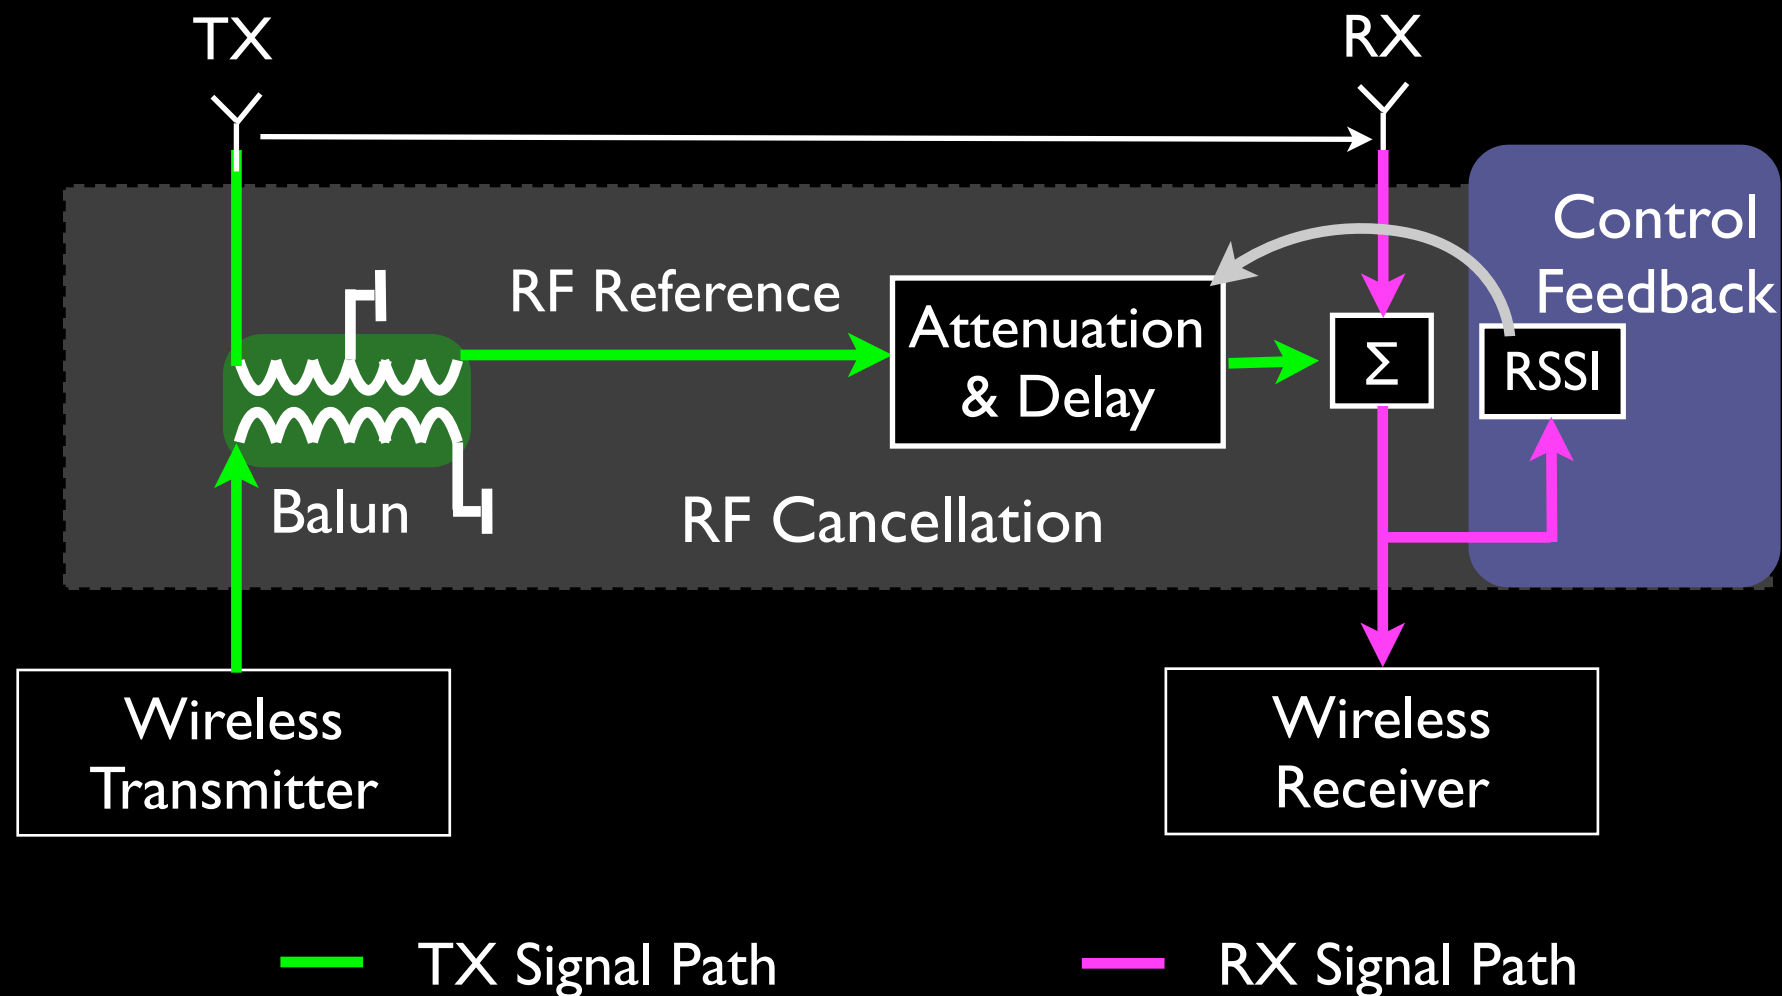 TX
RX
Control
Feedback
RF Reference
Attenuation
& Delay
Σ
RSSI
Balun
RF Cancellation
Wireless
Transmitter
Wireless
Receiver
TX Signal Path
RX Signal Path